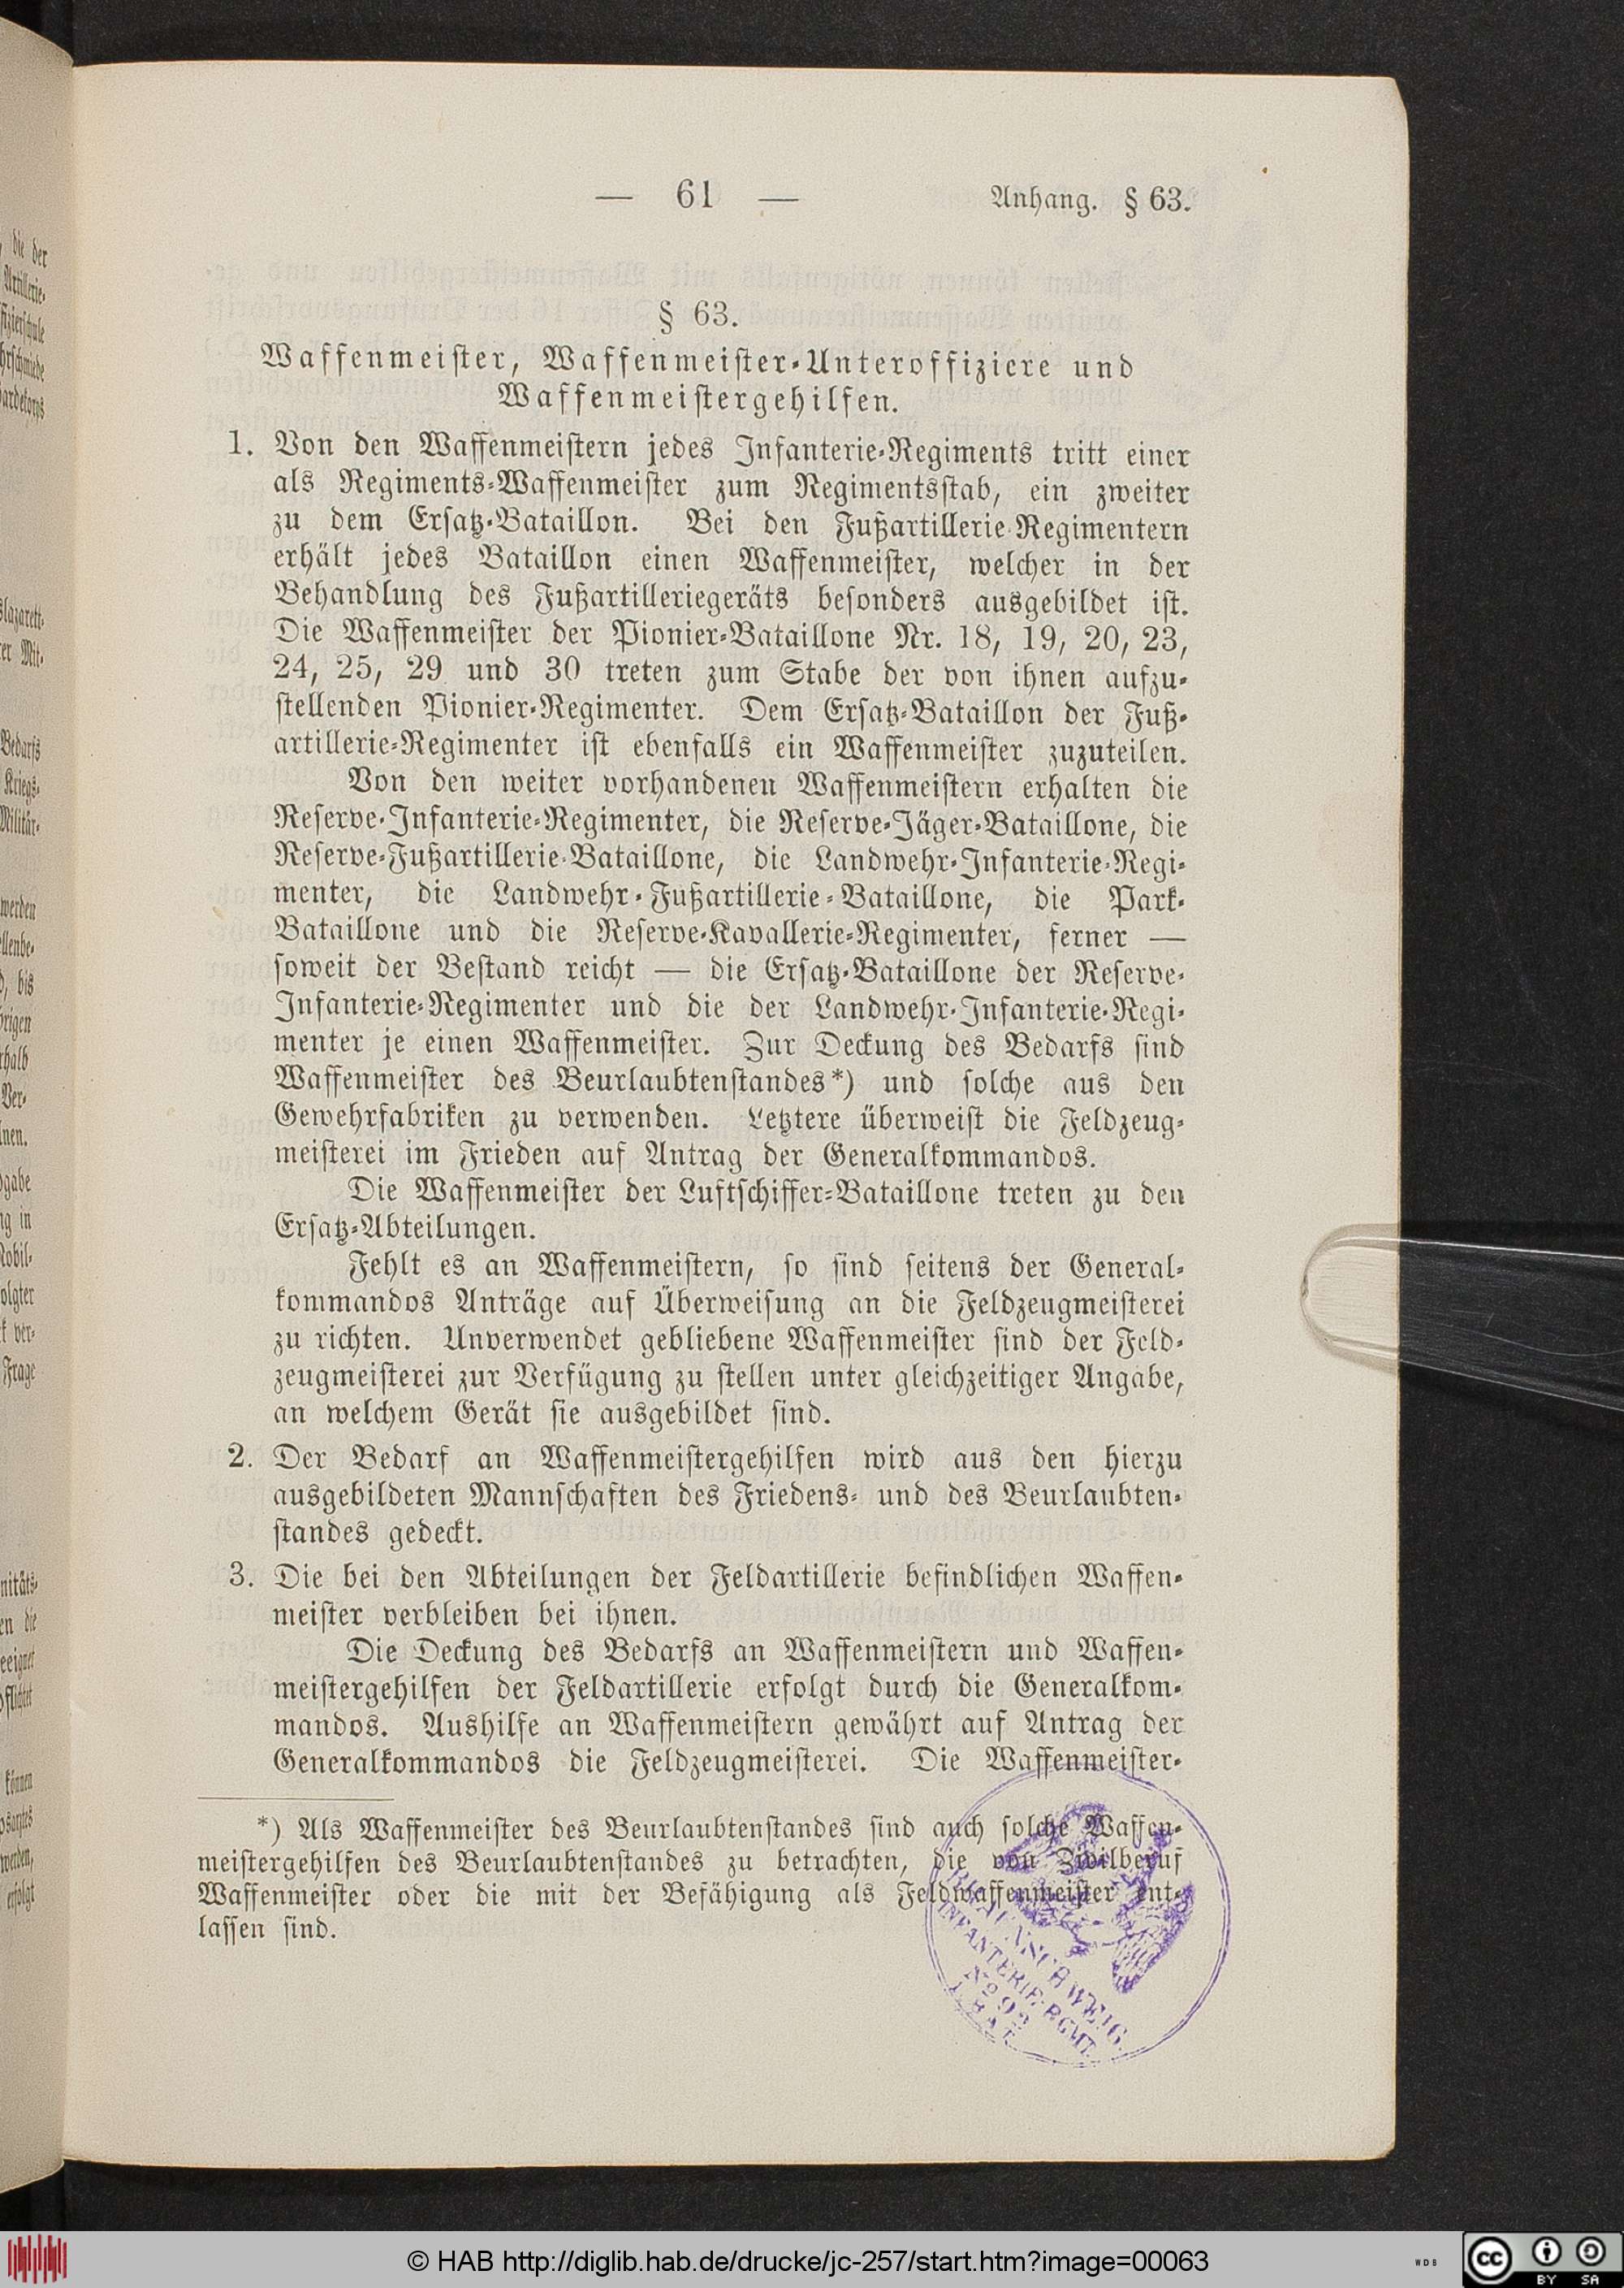 — 61 — Anhang. § 63.
§ 63.
Waffenmeister, Waffenmeister-Unteroffiziere und
Waffenmeistergehilfen.
1. Von den Waffenmeistern jedes Infanterie-Regiments tritt einer
als Regiments-Waffenmeister zum Regimentsstab, ein zweiter
zu dem Ersatz-Bataillon. Bei den Fußartillerie-Regimentern
erhält jedes Bataillon einen Waffenmeister, welcher in der
Behandlung des Fußartilleriegeräts besonders ausgebildet ist.
Die Waffenmeister der Pionier-Bataillone Nr. 18, 19, 20, 23,
24, 25, 29 und 30 treten zum Stabe der von ihnen aufzu-
stellenden Pionier-Regimenter. Dem Ersatz-Bataillon der Fuß-
artillerie-Regimenter ist ebenfalls ein Waffenmeister zuzuteilen.
Von den weiter vorhandenen Waffenmeistern erhalten die
Reserve-Infanterie-Regimenter, die Reserve-Jäger-Bataillone, die
Reserve-Fußartillerie-Bataillone, die Landwehr-Infanterie-Regi-
menter, die Landwehr-Fußartillerie-Bataillone, die Park-
Bataillone und die Reserve-Kavallerie-Regimenter, ferner —
soweit der Bestand reicht — die Ersatz-Bataillone der Reserve-
Infanterie-Regimenter und die der Landwehr-Infanterie-Regi-
menter je einen Waffenmeister. Zur Deckung des Bedarfs sind
Waffenmeister des Beurlaubtenstandes*) und solche aus den
Gewehrfabriken zu verwenden. Letztere überweist die Feldzeug-
meisterei im Frieden auf Antrag der Generalkommandos.
Die Waffenmeister der Luftschiffer-Bataillone treten zu den
Ersatz-Abteilungen.
Fehlt es an Waffenmeistern, so sind seitens der General-
kommandos Anträge auf Überweisung an die Feldzeugmeisterei
zu richten. Unverwendet gebliebene Waffenmeister sind der Feld-
zeugmeisterei zur Verfügung zu stellen unter gleichzeitiger Angabe,
an welchem Gerät sie ausgebildet sind.
2. Der Bedarf an Waffenmeistergehilfen wird aus den hierzu
ausgebildeten Mannschaften des Friedens- und des Beurlaubten-
standes gedeckt.
3. Die bei den Abteilungen der Feldartillerie befindlichen Waffen-
meister verbleiben bei ihnen.
Die Deckung des Bedarfs an Waffenmeistern und Waffen-
meistergehilfen der Feldartillerie erfolgt durch die Generalkom-
mandos. Aushilfe an Waffenmeistern gewährt auf Antrag der
Generalkommandos die Feldzeugmeisterei. Die Waffenmeister-
*) Als Waffenmeister des Beurlaubtenstandes sind auch solche Waffen-
meistergehilfen des Beurlaubtenstandes zu betrachten, die von Zivilberuf
Waffenmeister oder die mit der Befähigung als Feldwaffenmeister ent-
lassen sind.
INFANTERIE-RGMT.
© HAB http://diglib.hab.de/drucke/jc-257/start.htm?image=00063
WDB
cc BY SA